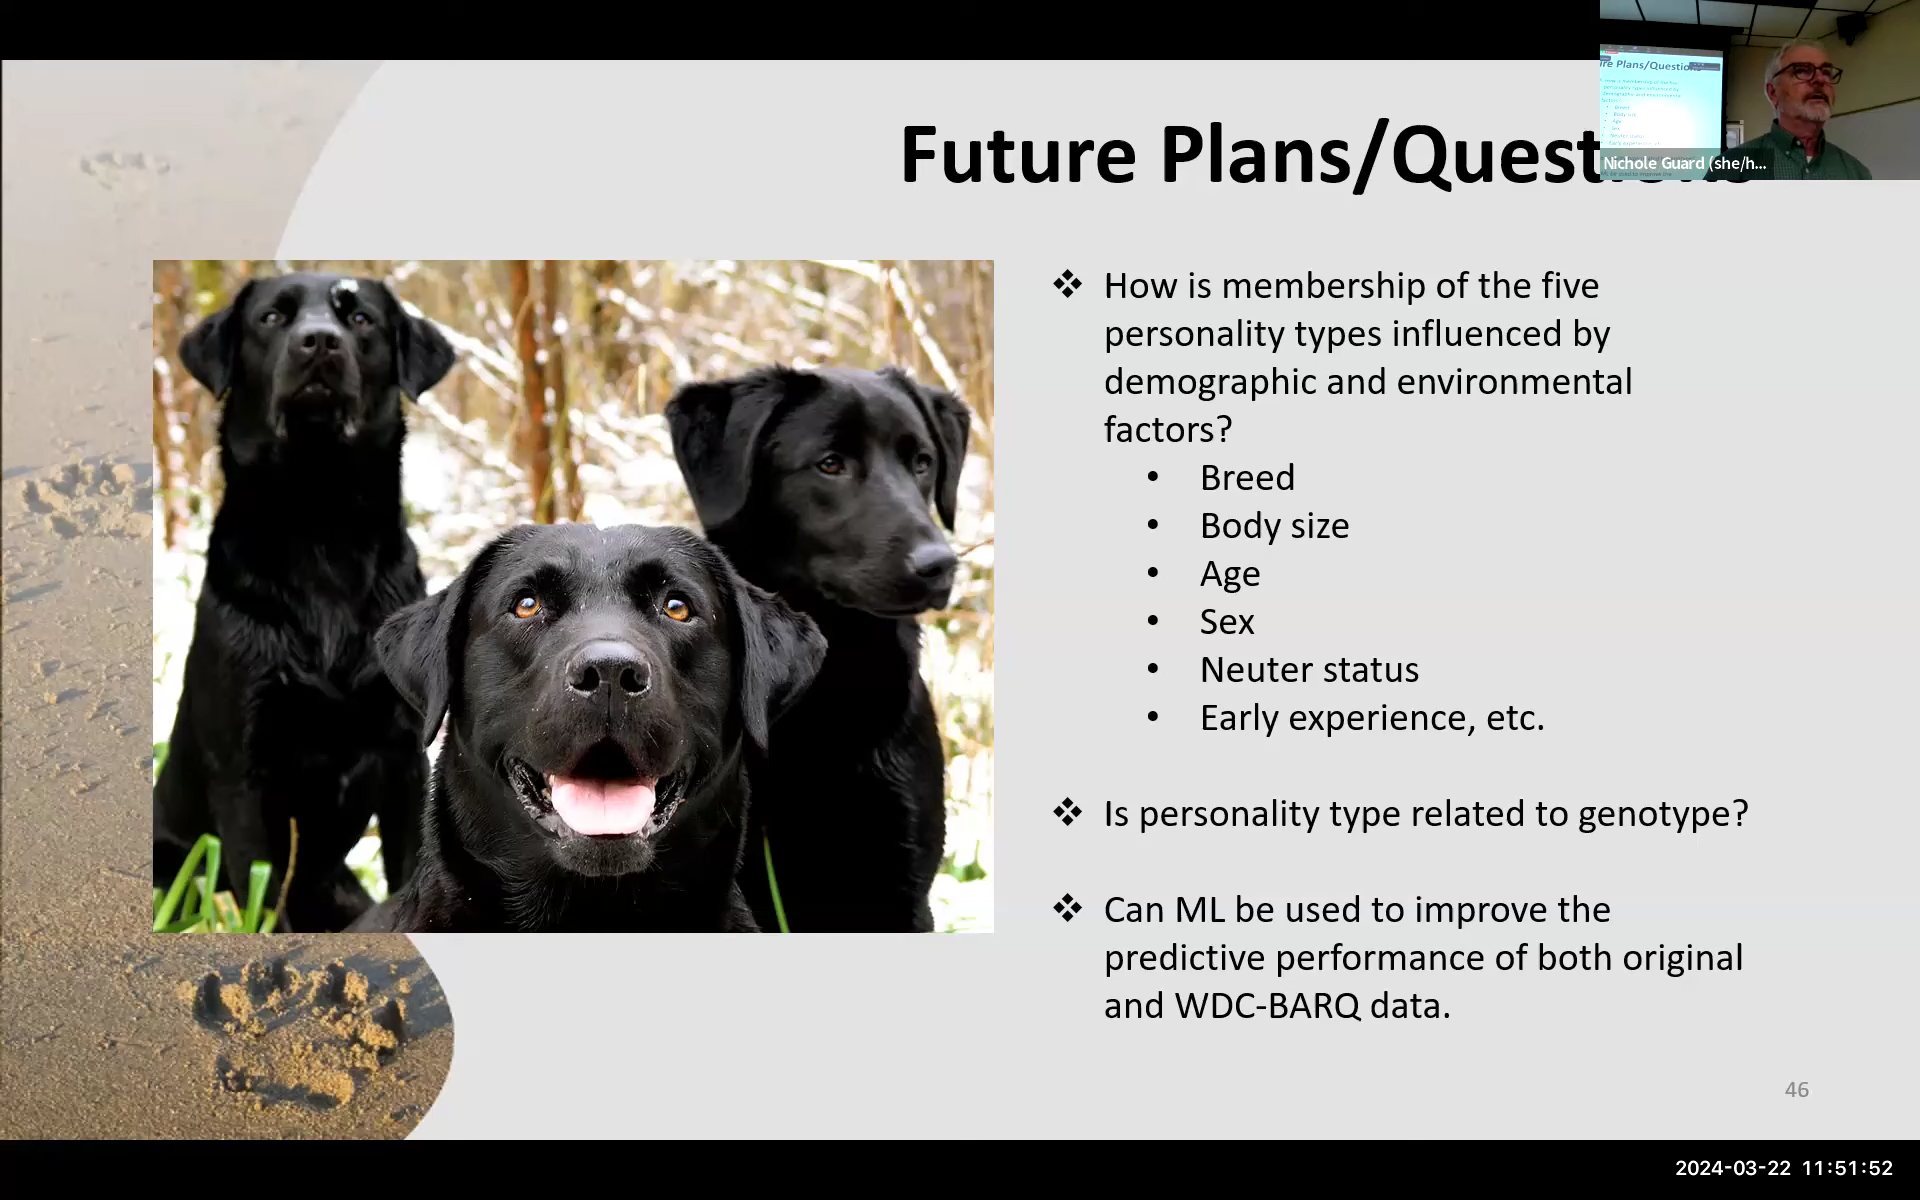 Future Plans/Quest
Nichole Guard (she/h...
❖ How is membership of the five
personality types influenced by
demographic and environmental
factors?
• Breed
• Body size
• Age
• Sex
• Neuter status
• Early experience, etc.
❖ Is personality type related to genotype?
❖ Can ML be used to improve the
predictive performance of both original
and WDC-BARQ data.
46
2024-03-22 11:51:52